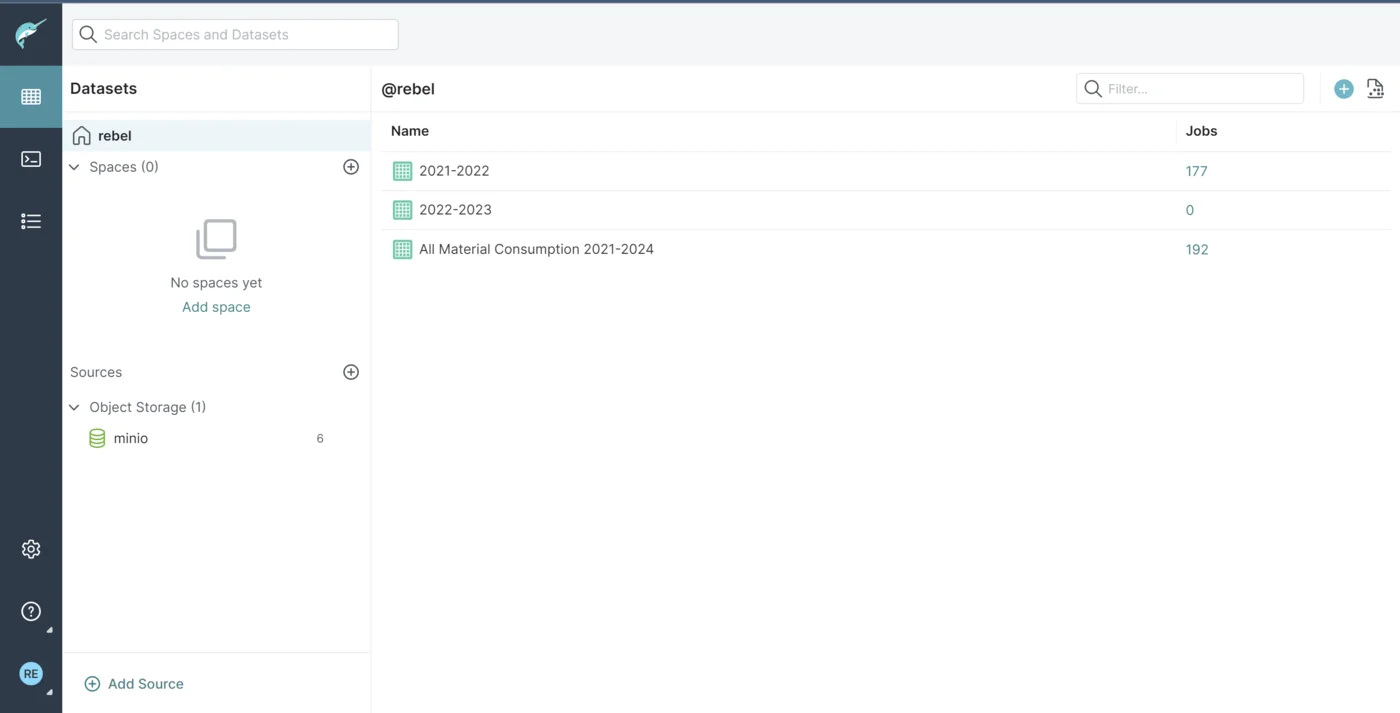 Search Spaces and Datasets
Datasets
@rebel
Filter...
rebel
Spaces (0)
No spaces yet
Add space
Sources
Object Storage (1)
minio 6
Add Source
RE
Name Jobs
2021-2022 177
2022-2023 0
All Material Consumption 2021-2024 192